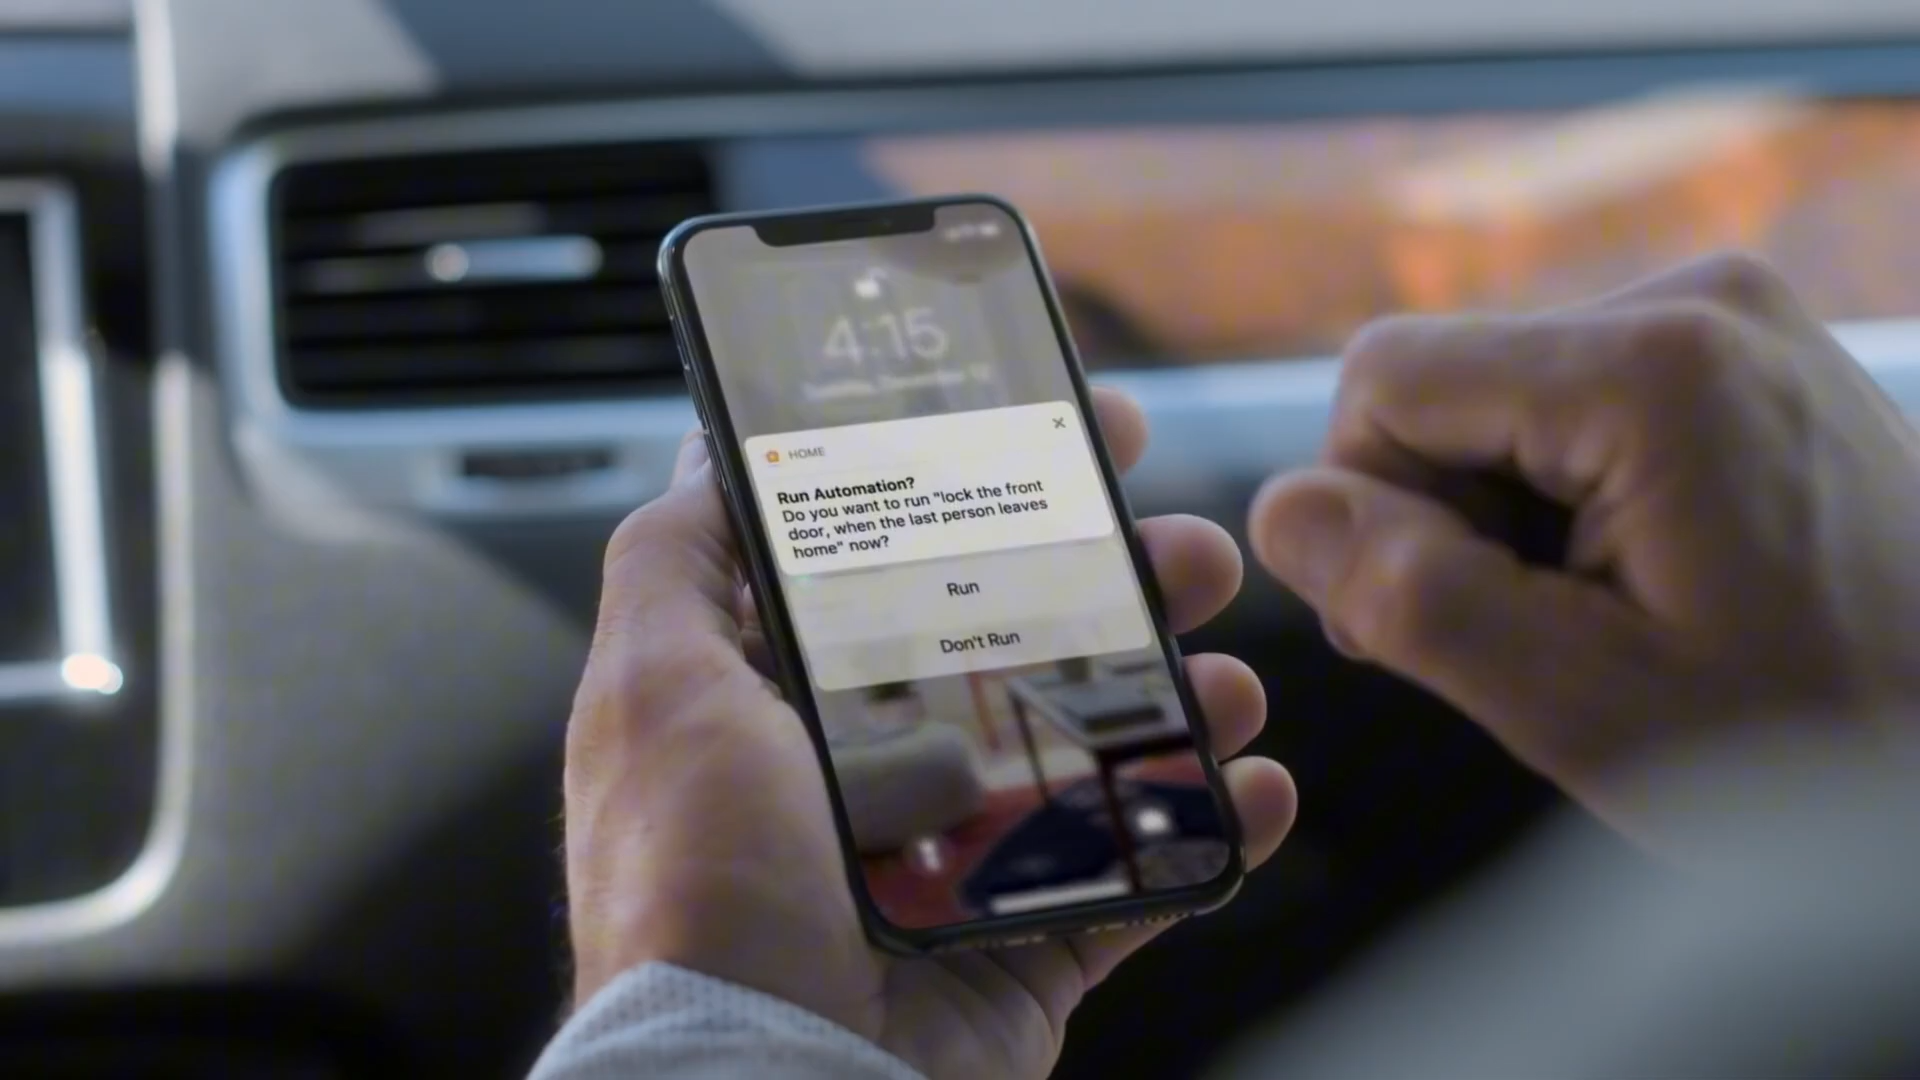 4:15
HOME
Run Automation?
Do you want to run "lock the front
door, when the last person leaves
home" now?
Run
Don't Run